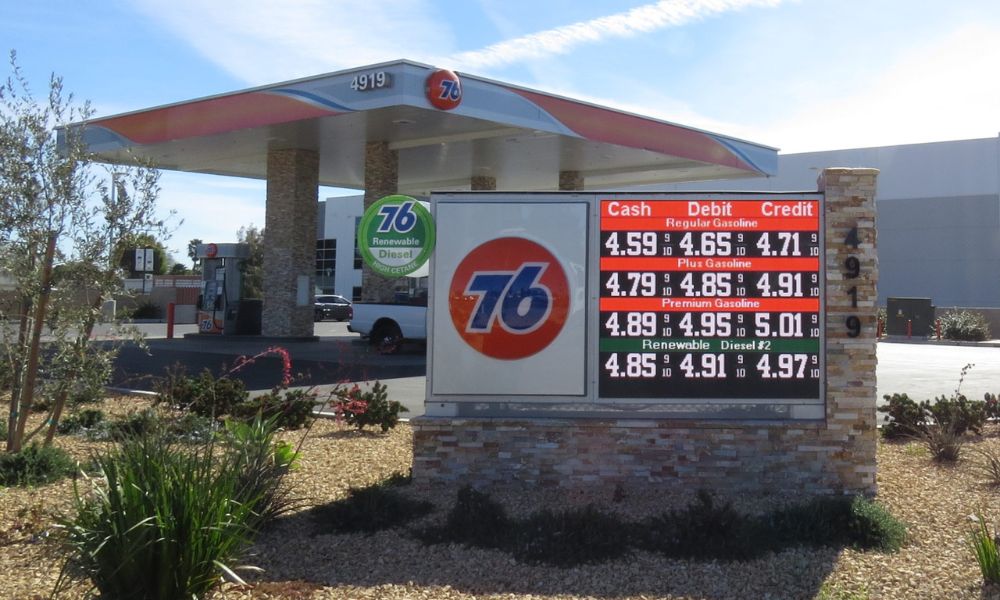 4919
76
76
Renewable
Diesel
HIGH CETANE
76
76
Cash Debit Credit
Regular Gasoline
4.59 9/10 4.65 9/10 4.71 9/10
Plus Gasoline
4.79 9/10 4.85 9/10 4.91 9/10
Premium Gasoline
4.89 9/10 4.95 9/10 5.01 9/10
Renewable Diesel #2
4.85 9/10 4.91 9/10 4.97 9/10
4
9
1
9